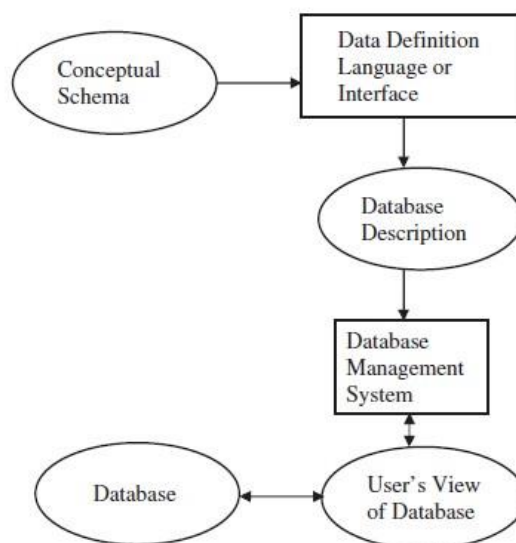 Conceptual
Schema
Data Definition
Language or
Interface
Database
Description
Database
Management
System
Database
User's View
of Database